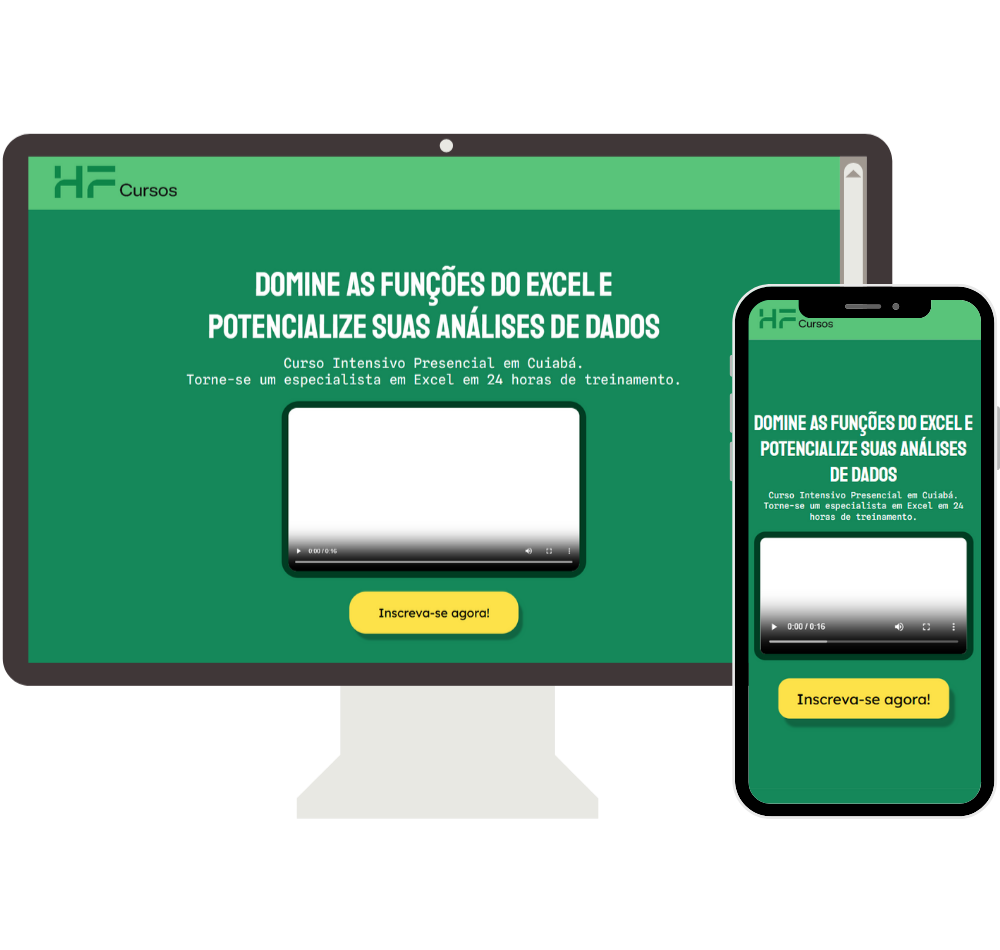 HF Cursos
DOMINE AS FUNÇÕES DO EXCEL E
POTENCIALIZE SUAS ANÁLISES DE DADOS
Curso Intensivo Presencial em Cuiabá.
Torne-se um especialista em Excel em 24 horas de treinamento.
0:00 / 0:16
Inscreva-se agora!
HF Cursos
DOMINE AS FUNÇÕES DO EXCEL E
POTENCIALIZE SUAS ANÁLISES
DE DADOS
Curso Intensivo Presencial em Cuiabá.
Torne-se um especialista em Excel em 24
horas de treinamento.
0:00 / 0:16
Inscreva-se agora!